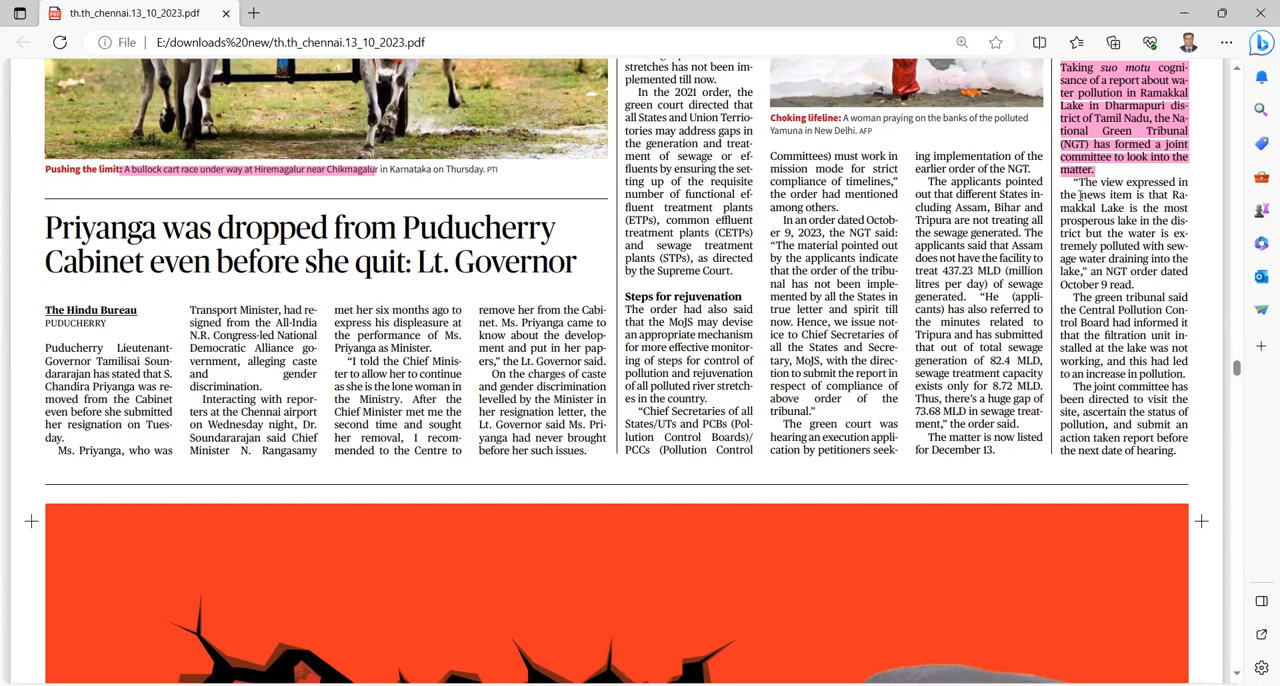 th.th_chennai.13_10_2023.pdf
File
E:/downloads%20new/th.th_chennai.13_10_2023.pdf
Pushing the limit: A bullock cart race under way at Hiremagalur near Chikmagalur in Karnataka on Thursday. PTI
Priyanga was dropped from Puducherry
Cabinet even before she quit: Lt. Governor
The Hindu Bureau
PUDUCHERRY
Puducherry Lieutenant-
Governor Tamilisai Soun-
dararajan has stated that S.
Chandira Priyanga was re-
moved from the Cabinet
even before she submitted
her resignation on Tues-
day.
Ms. Priyanga, who was
Transport Minister, had re-
signed from the All-India
N.R. Congress-led National
Democratic Alliance go-
vernment, alleging caste
and gender
discrimination.
Interacting with repor-
ters at the Chennai airport
on Wednesday night, Dr.
Soundararajan said Chief
Minister N. Rangasamy
met her six months ago to
express his displeasure at
the performance of Ms.
Priyanga as Minister.
“I told the Chief Minis-
ter to allow her to continue
as she is the lone woman in
the Ministry. After the
Chief Minister met me the
second time and sought
her removal, I recom-
mended to the Centre to
remove her from the Cabi-
net. Ms. Priyanga came to
know about the develop-
ment and put in her pap-
ers,” the Lt. Governor said.
On the charges of caste
and gender discrimination
levelled by the Minister in
her resignation letter, the
Lt. Governor said Ms. Pri-
yanga had never brought
before her such issues.
stretches has not been im-
plemented till now.
In the 2021 order, the
green court directed that
all States and Union Terrio-
tories may address gaps in
the generation and treat-
ment of sewage or ef-
fluents by ensuring the set-
ting up of the requisite
number of functional ef-
fluent treatment plants
(ETPs), common effluent
treatment plants (CETPs)
and sewage treatment
plants (STPs), as directed
by the Supreme Court.
Steps for rejuvenation
The order had also said
that the MoJS may devise
an appropriate mechanism
for more effective monitor-
ing of steps for control of
pollution and rejuvenation
of all polluted river stretch-
es in the country.
“Chief Secretaries of all
States/UTs and PCBs (Pol-
lution Control Boards)/
PCCs (Pollution Control
Choking lifeline: A woman praying on the banks of the polluted
Yamuna in New Delhi. AFP
Committees) must work in
mission mode for strict
compliance of timelines,”
the order had mentioned
among others.
In an order dated Octob-
er 9, 2023, the NGT said:
“The material pointed out
by the applicants indicate
that the order of the tribu-
nal has not been imple-
mented by all the States in
true letter and spirit till
now. Hence, we issue not-
ice to Chief Secretaries of
all the States and Secre-
tary, MoJS, with the direc-
tion to submit the report in
respect of compliance of
above order of the
tribunal.”
The green court was
hearing an execution appli-
cation by petitioners seek-
ing implementation of the
earlier order of the NGT.
The applicants pointed
out that different States in-
cluding Assam, Bihar and
Tripura are not treating all
the sewage generated. The
applicants said that Assam
does not have the facility to
treat 437.23 MLD (million
litres per day) of sewage
generated. “He (appli-
cants) has also referred to
the minutes related to
Tripura and has submitted
that out of total sewage
generation of 82.4 MLD,
sewage treatment capacity
exists only for 8.72 MLD.
Thus, there’s a huge gap of
73.68 MLD in sewage treat-
ment,” the order said.
The matter is now listed
for December 13.
Taking suo motu cogni-
sance of a report about wa-
ter pollution in Ramakkal
Lake in Dharmapuri dis-
trict of Tamil Nadu, the Na-
tional Green Tribunal
(NGT) has formed a joint
committee to look into the
matter.
“The view expressed in
the news item is that Ra-
makkal Lake is the most
prosperous lake in the dis-
trict but the water is ex-
tremely polluted with sew-
age water draining into the
lake,” an NGT order dated
October 9 read.
The green tribunal said
the Central Pollution Con-
trol Board had informed it
that the filtration unit in-
stalled at the lake was not
working, and this had led
to an increase in pollution.
The joint committee has
been directed to visit the
site, ascertain the status of
pollution, and submit an
action taken report before
the next date of hearing.